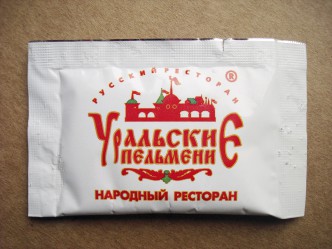 РУССКИЙ РЕСТОРАН
®
УРАЛЬСКИЕ
ПЕЛЬМЕНИ
НАРОДНЫЙ РЕСТОРАН